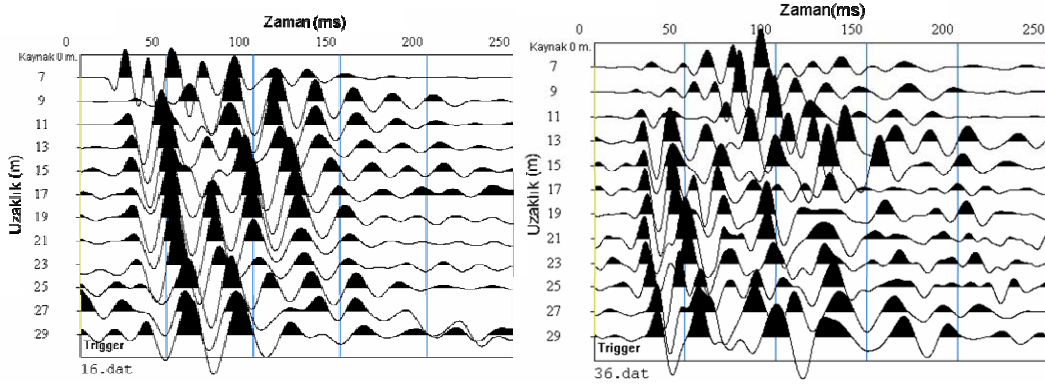 Zaman(ms)
0 50 100 150 200 250
Kaynak 0 m.
Uzaklık (m)
7
9
11
13
15
17
19
21
23
25
27
29
Trigger
16.dat
Zaman(ms)
0 50 100 150 200 250
Kaynak 0 m.
Uzaklık (m)
7
9
11
13
15
17
19
21
23
25
27
29
Trigger
36.dat